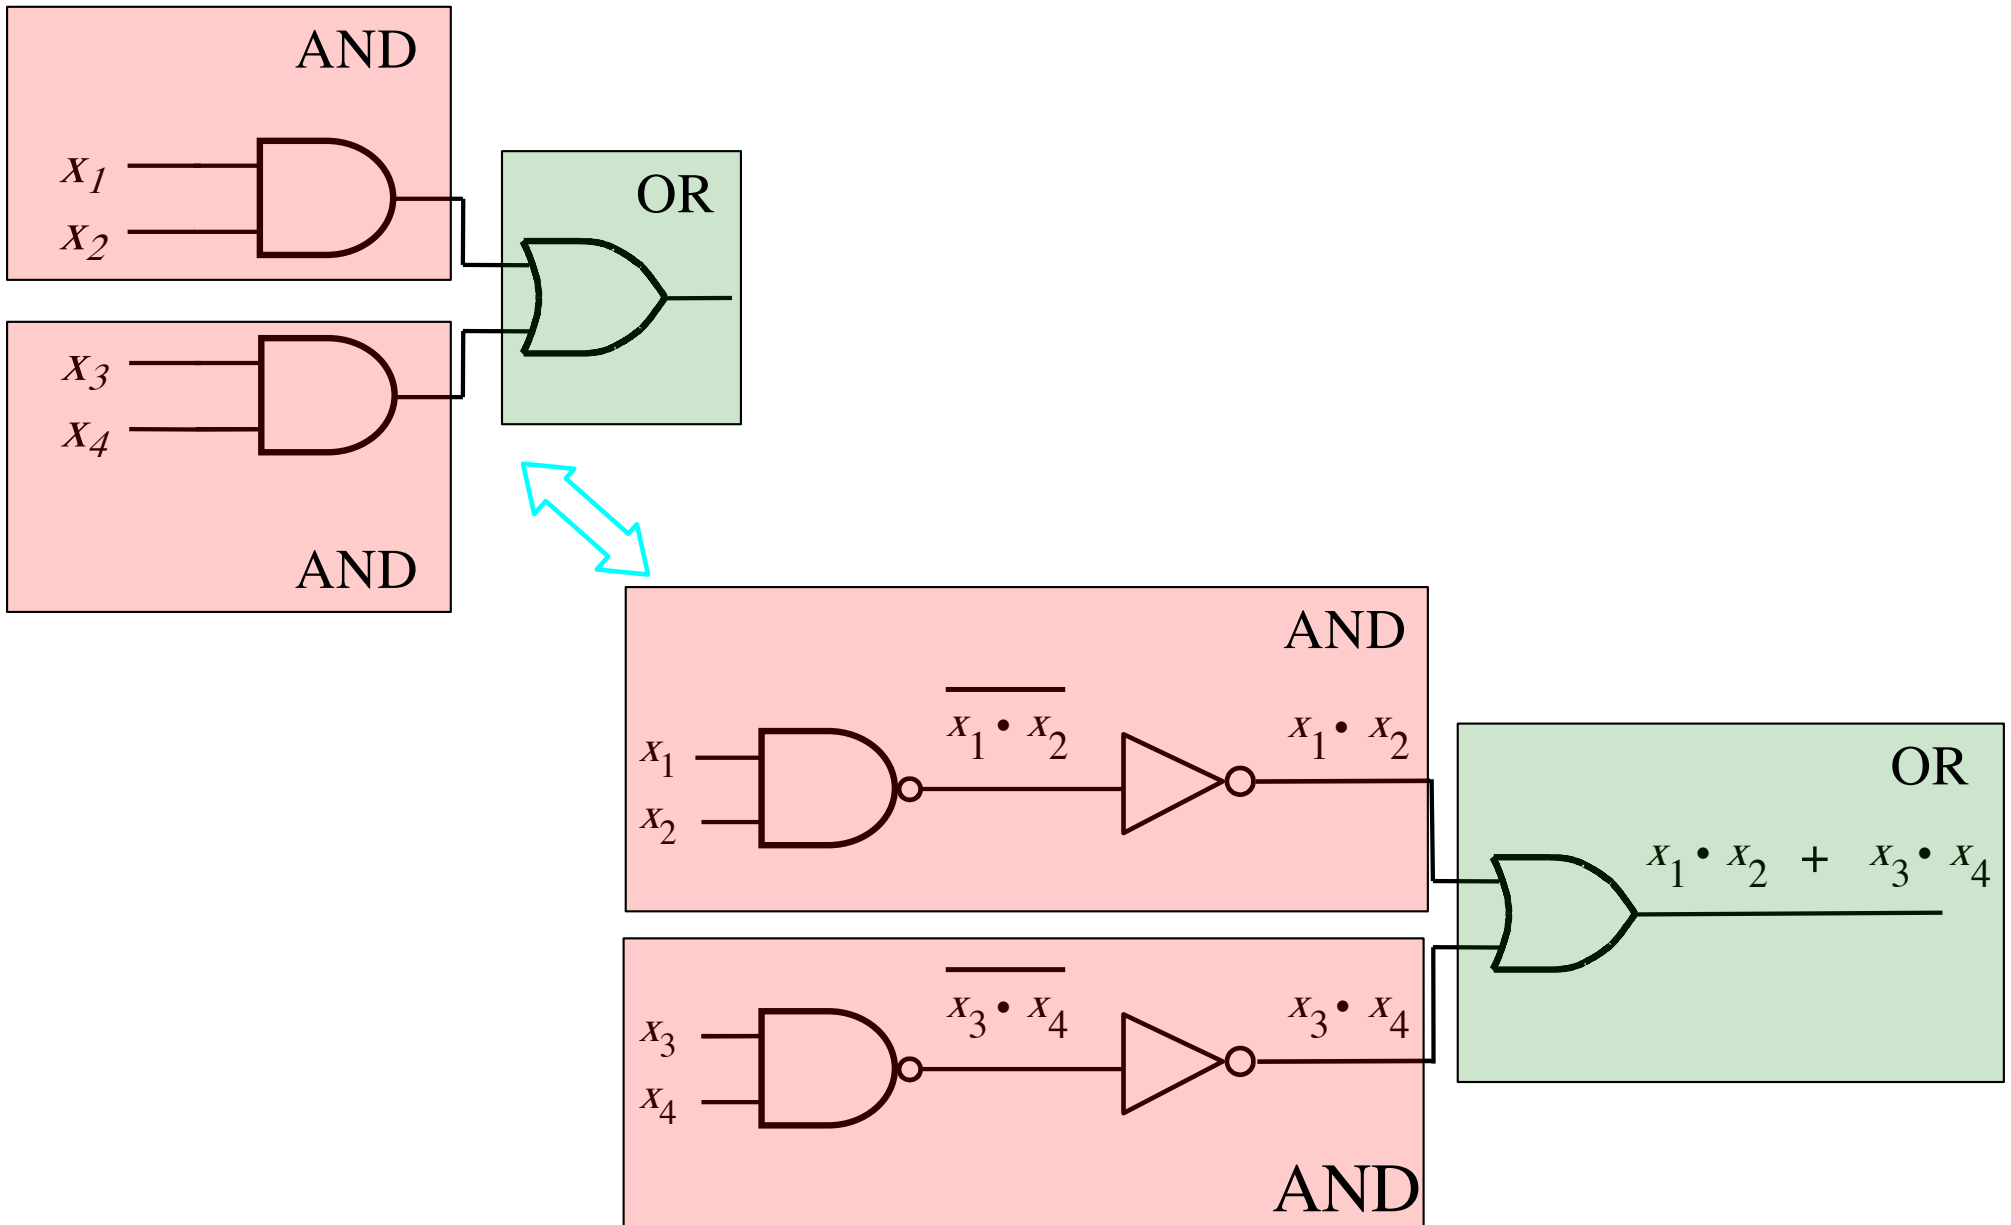 AND
x1
x2
OR
x3
x4
AND
AND
x1 • x2
x1 • x2
x1
x2
OR
x1 • x2 + x3 • x4
x3 • x4
x3 • x4
x3
x4
AND